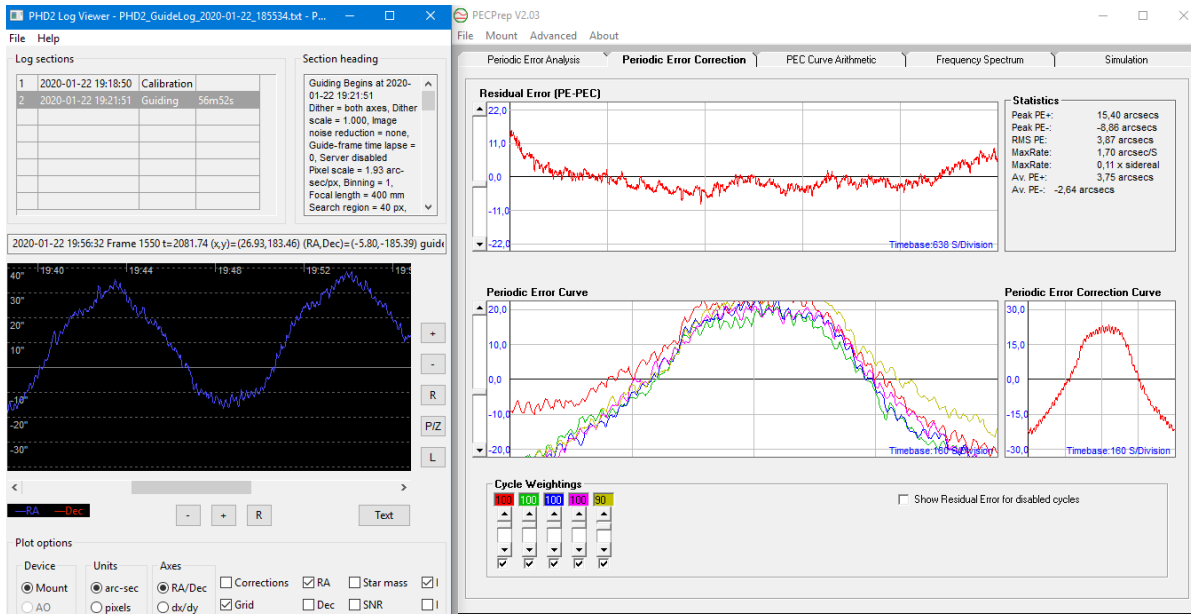 PHD2 Log Viewer - PHD2_GuideLog_2020-01-22_185534.txt - P...
File Help
Log sections
1 2020-01-22 19:18:50 Calibration
2 2020-01-22 19:21:51 Guiding 56m52s
Section heading
Guiding Begins at 2020-
01-22 19:21:51
Dither = both axes, Dither
scale = 1.000, Image
noise reduction = none,
Guide-frame time lapse =
0, Server disabled
Pixel scale = 1.93 arc-
sec/px, Binning = 1,
Focal length = 400 mm
Search region = 40 px,
2020-01-22 19:56:32 Frame 1550 t=2081.74 (x,y)=(26.93,183.46) (RA,Dec)=(-5.80,-185.39) guide
19:40 19:44 19:48 19:52 19:5
40"
30"
20"
10"
-10"
-20"
-30"
+
-
R
P/Z
L
RA Dec
- + R Text
Plot options
Device Units Axes
Mount arc-sec RA/Dec Corrections RA Star mass
AO pixels dx/dy Grid Dec SNR
PECPrep V2.03
File Mount Advanced About
Periodic Error Analysis Periodic Error Correction PEC Curve Arithmetic Frequency Spectrum Simulation
Residual Error (PE-PEC)
22,0
11,0
0,0
-11,0
-22,0
Timebase:638 S/Division
Statistics
Peak PE+: 15,40 arcsecs
Peak PE-: -8,86 arcsecs
RMS PE: 3,87 arcsecs
MaxRate: 1,70 arcsec/S
MaxRate: 0,11 x sidereal
Av. PE+: 3,75 arcsecs
Av. PE-: -2,64 arcsecs
Periodic Error Curve
20,0
10,0
0,0
-10,0
-20,0
Timebase:160 S/Division
Periodic Error Correction Curve
30,0
15,0
0,0
-15,0
-30,0
Timebase:160 S/Division
Cycle Weightings
100 100 100 100 90
Show Residual Error for disabled cycles